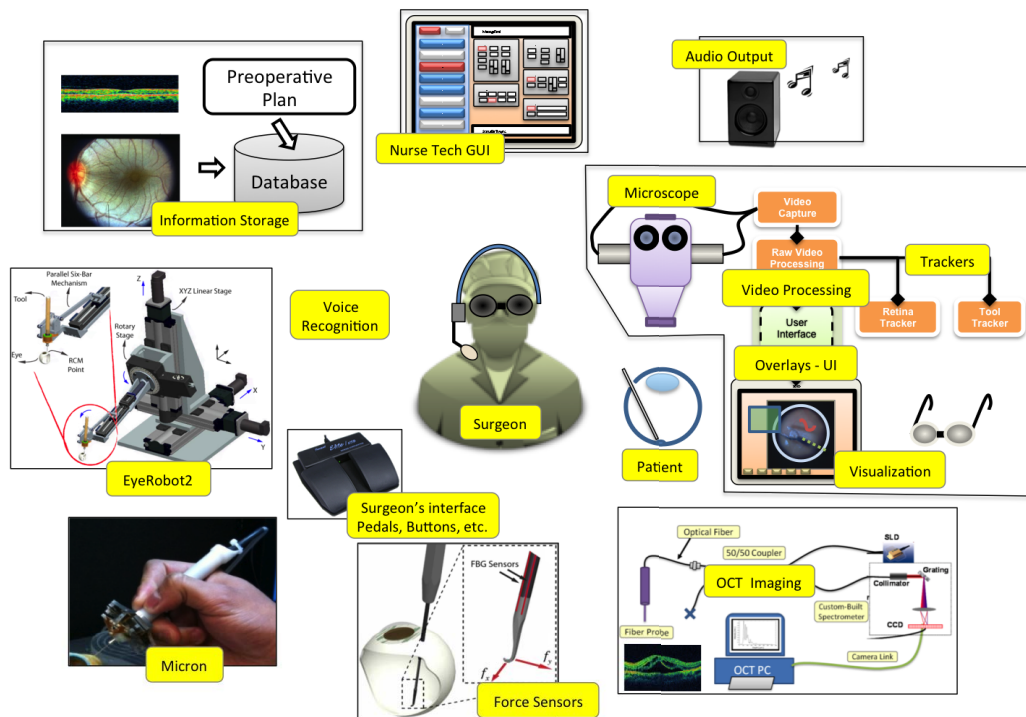 Preoperative
Plan
Database
Information Storage
Nurse Tech GUI
Audio Output
Microscope
Video
Capture
Raw Video
Processing
Trackers
Video Processing
User
Interface
Retina
Tracker
Tool
Tracker
Overlays - UI
Visualization
Voice
Recognition
Surgeon
Patient
Parallel Six-Bar
Mechanism
Tool
Z
XYZ Linear Stage
Rotary
Stage
Eye
RCM
Point
X
Y
EyeRobot2
Surgeon's interface
Pedals, Buttons, etc.
Micron
FBG Sensors
fx
fy
Force Sensors
Optical Fiber
50/50 Coupler
SLD
Grating
OCT Imaging
Collimator
Custom-Built
Spectrometer
CCD
Fiber Probe
Camera Link
OCT PC